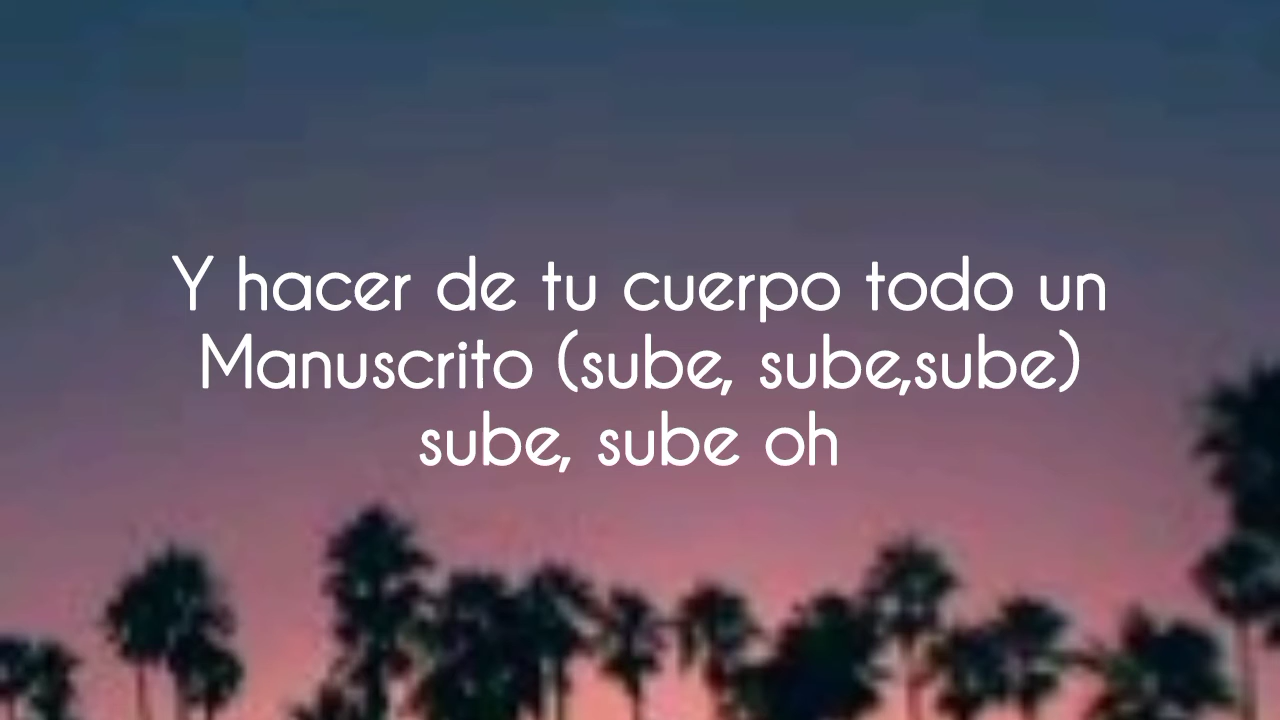 Y hacer de tu cuerpo todo un
Manuscrito (sube, sube,sube)
sube, sube oh